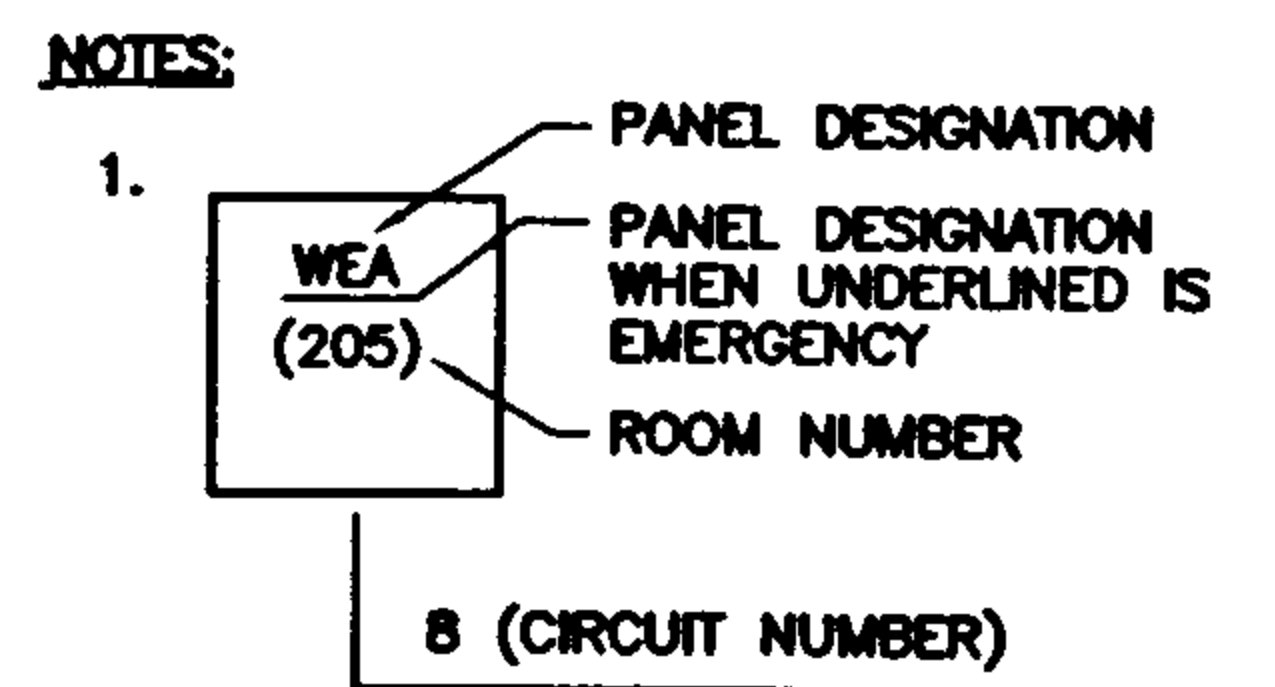 NOTES:
1.
PANEL DESIGNATION
WEA
PANEL DESIGNATION
WHEN UNDERLINED IS
EMERGENCY
(205)
ROOM NUMBER
8 (CIRCUIT NUMBER)